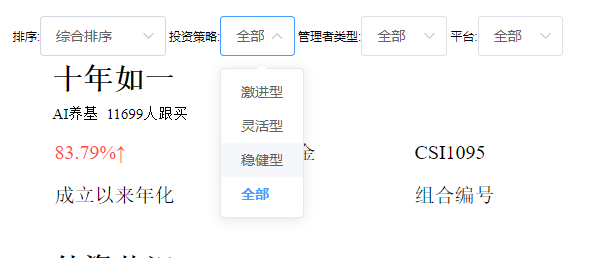 排序: 综合排序 投资策略: 全部 管理者类型: 全部 平台: 全部
十年如一
AI养基 11699人跟买
激进型
灵活型
83.79%↑ 金 CSI1095
稳健型
成立以来年化 组合编号
全部